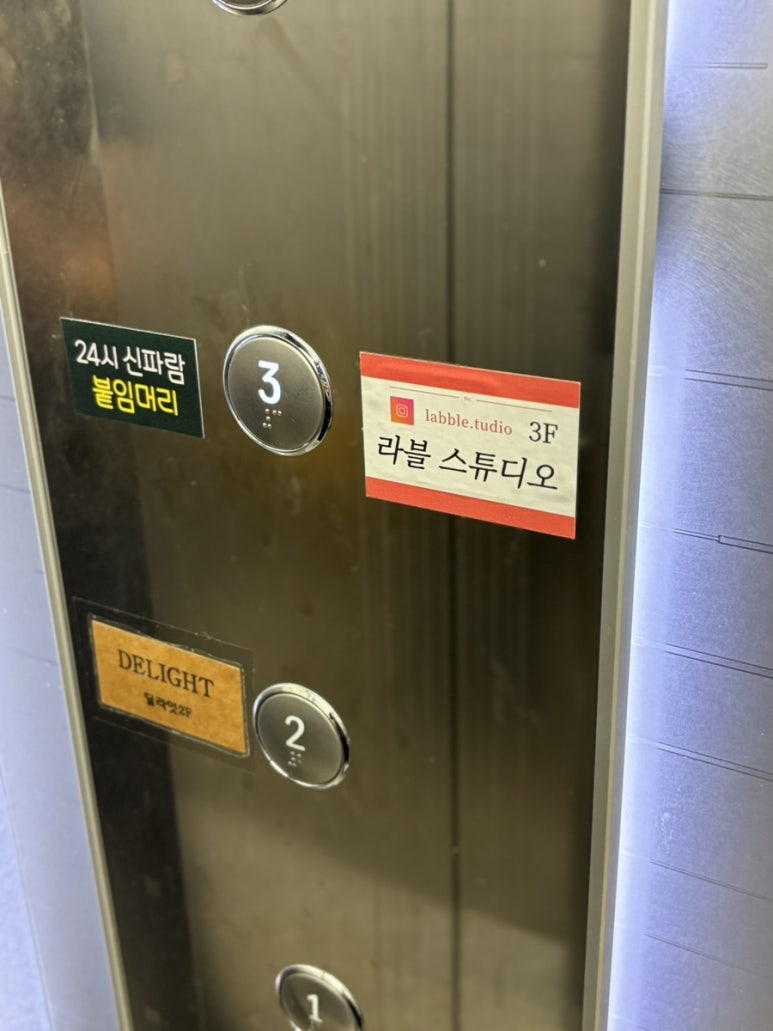 24시 신파람
붙임머리
3
labble.tudio 3F
라블 스튜디오
DELIGHT
딜라잇2F
2
1